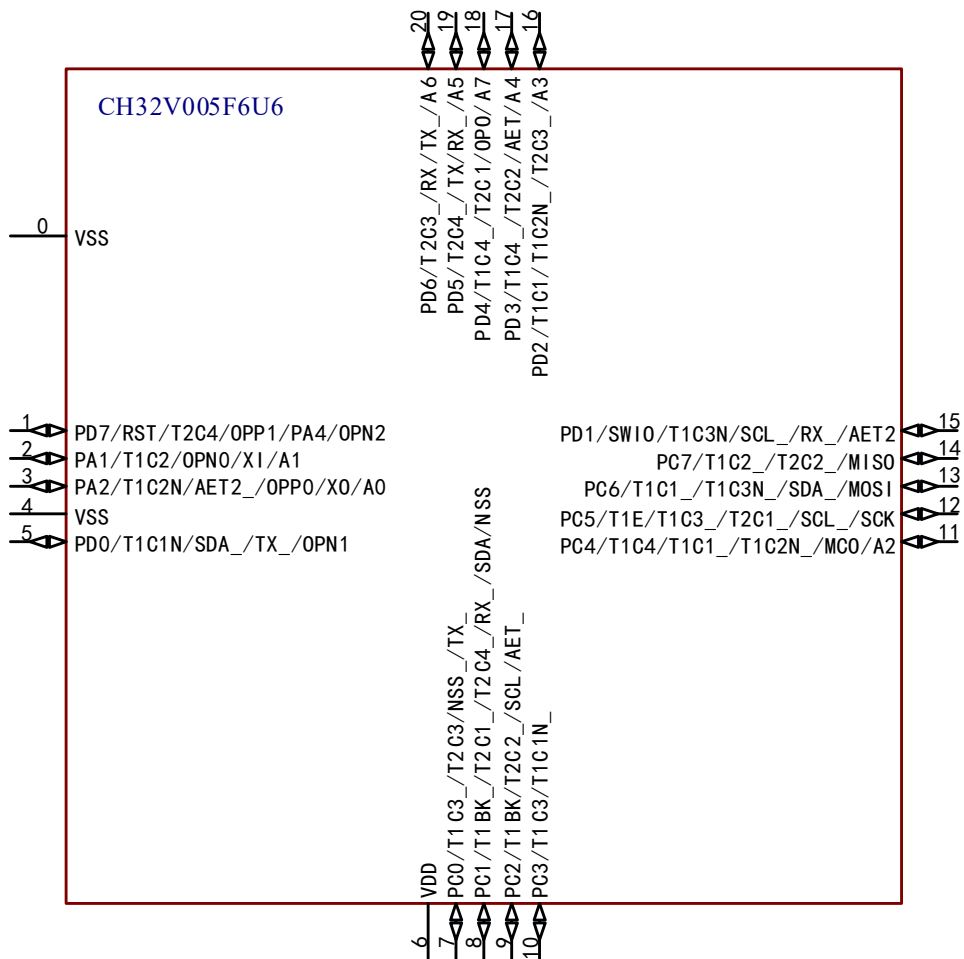 20
19
18
17
16
CH32V005F6U6
PD6/T2C3_/RX/TX_/A6
PD5/T2C4_/TX/RX_/A5
PD4/T1C4_/T2C1/OPO/A7
PD3/T1C4_/T2C2/AET/A4
PD2/T1C1/T1C2N_/T2C3_/A3
0 VSS
1 PD7/RST/T2C4/OPP1/PA4/OPN2
2 PA1/T1C2/OPN0/XI/A1
3 PA2/T1C2N/AET2_/OPP0/XO/A0
4 VSS
5 PD0/T1C1N/SDA_/TX_/OPN1
PD1/SWIO/T1C3N/SCL_/RX_/AET2 15
PC7/T1C2_/T2C2_/MISO 14
PC6/T1C1_/T1C3N_/SDA_/MOSI 13
PC5/T1E/T1C3_/T2C1_/SCL_/SCK 12
PC4/T1C4/T1C1_/T1C2N_/MCO/A2 11
VDD
PC0/T1C3_/T2C3/NSS_/TX_
PC1/T1BK_/T2C1_/T2C4_/RX_/SDA/NSS
PC2/T1BK/T2C2_/SCL/AET_
PC3/T1C3/T1C1N_
6
7
8
9
10